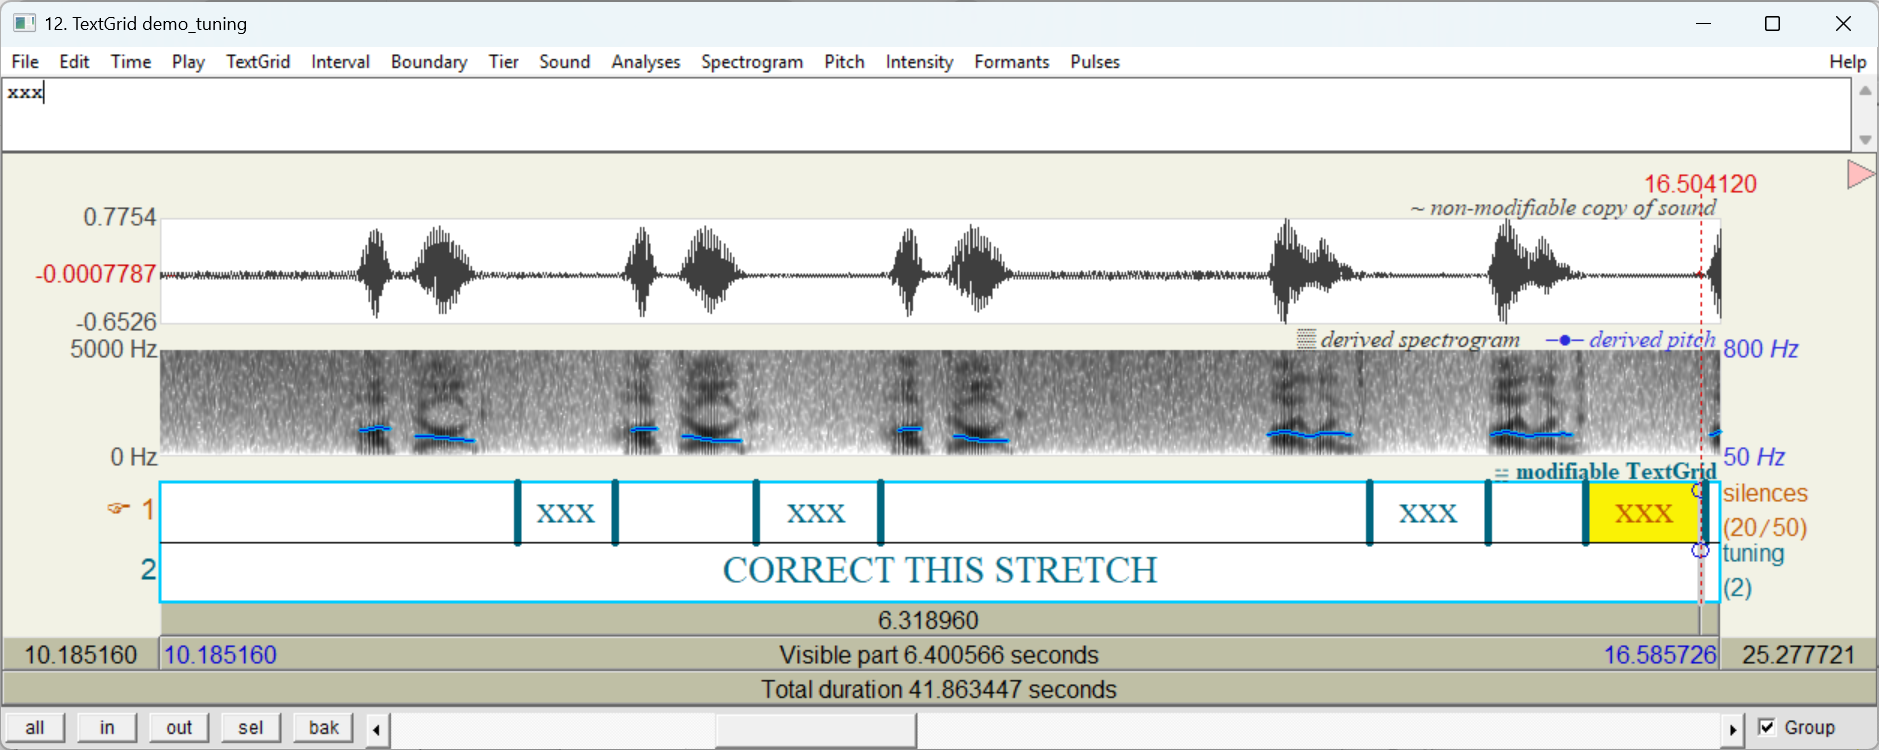 12. TextGrid demo_tuning
File Edit Time Play TextGrid Interval Boundary Tier Sound Analyses Spectrogram Pitch Intensity Formants Pulses Help
xxx
16.504120
~ non-modifiable copy of sound
0.7754
-0.0007787
-0.6526
derived spectrogram derived pitch
5000 Hz 800 Hz
0 Hz 50 Hz
modifiable TextGrid
1 xxx xxx xxx xxx silences
(20/50)
2 CORRECT THIS STRETCH tuning
(2)
6.318960
10.185160 10.185160 Visible part 6.400566 seconds 16.585726 25.277721
Total duration 41.863447 seconds
all in out sel bak Group